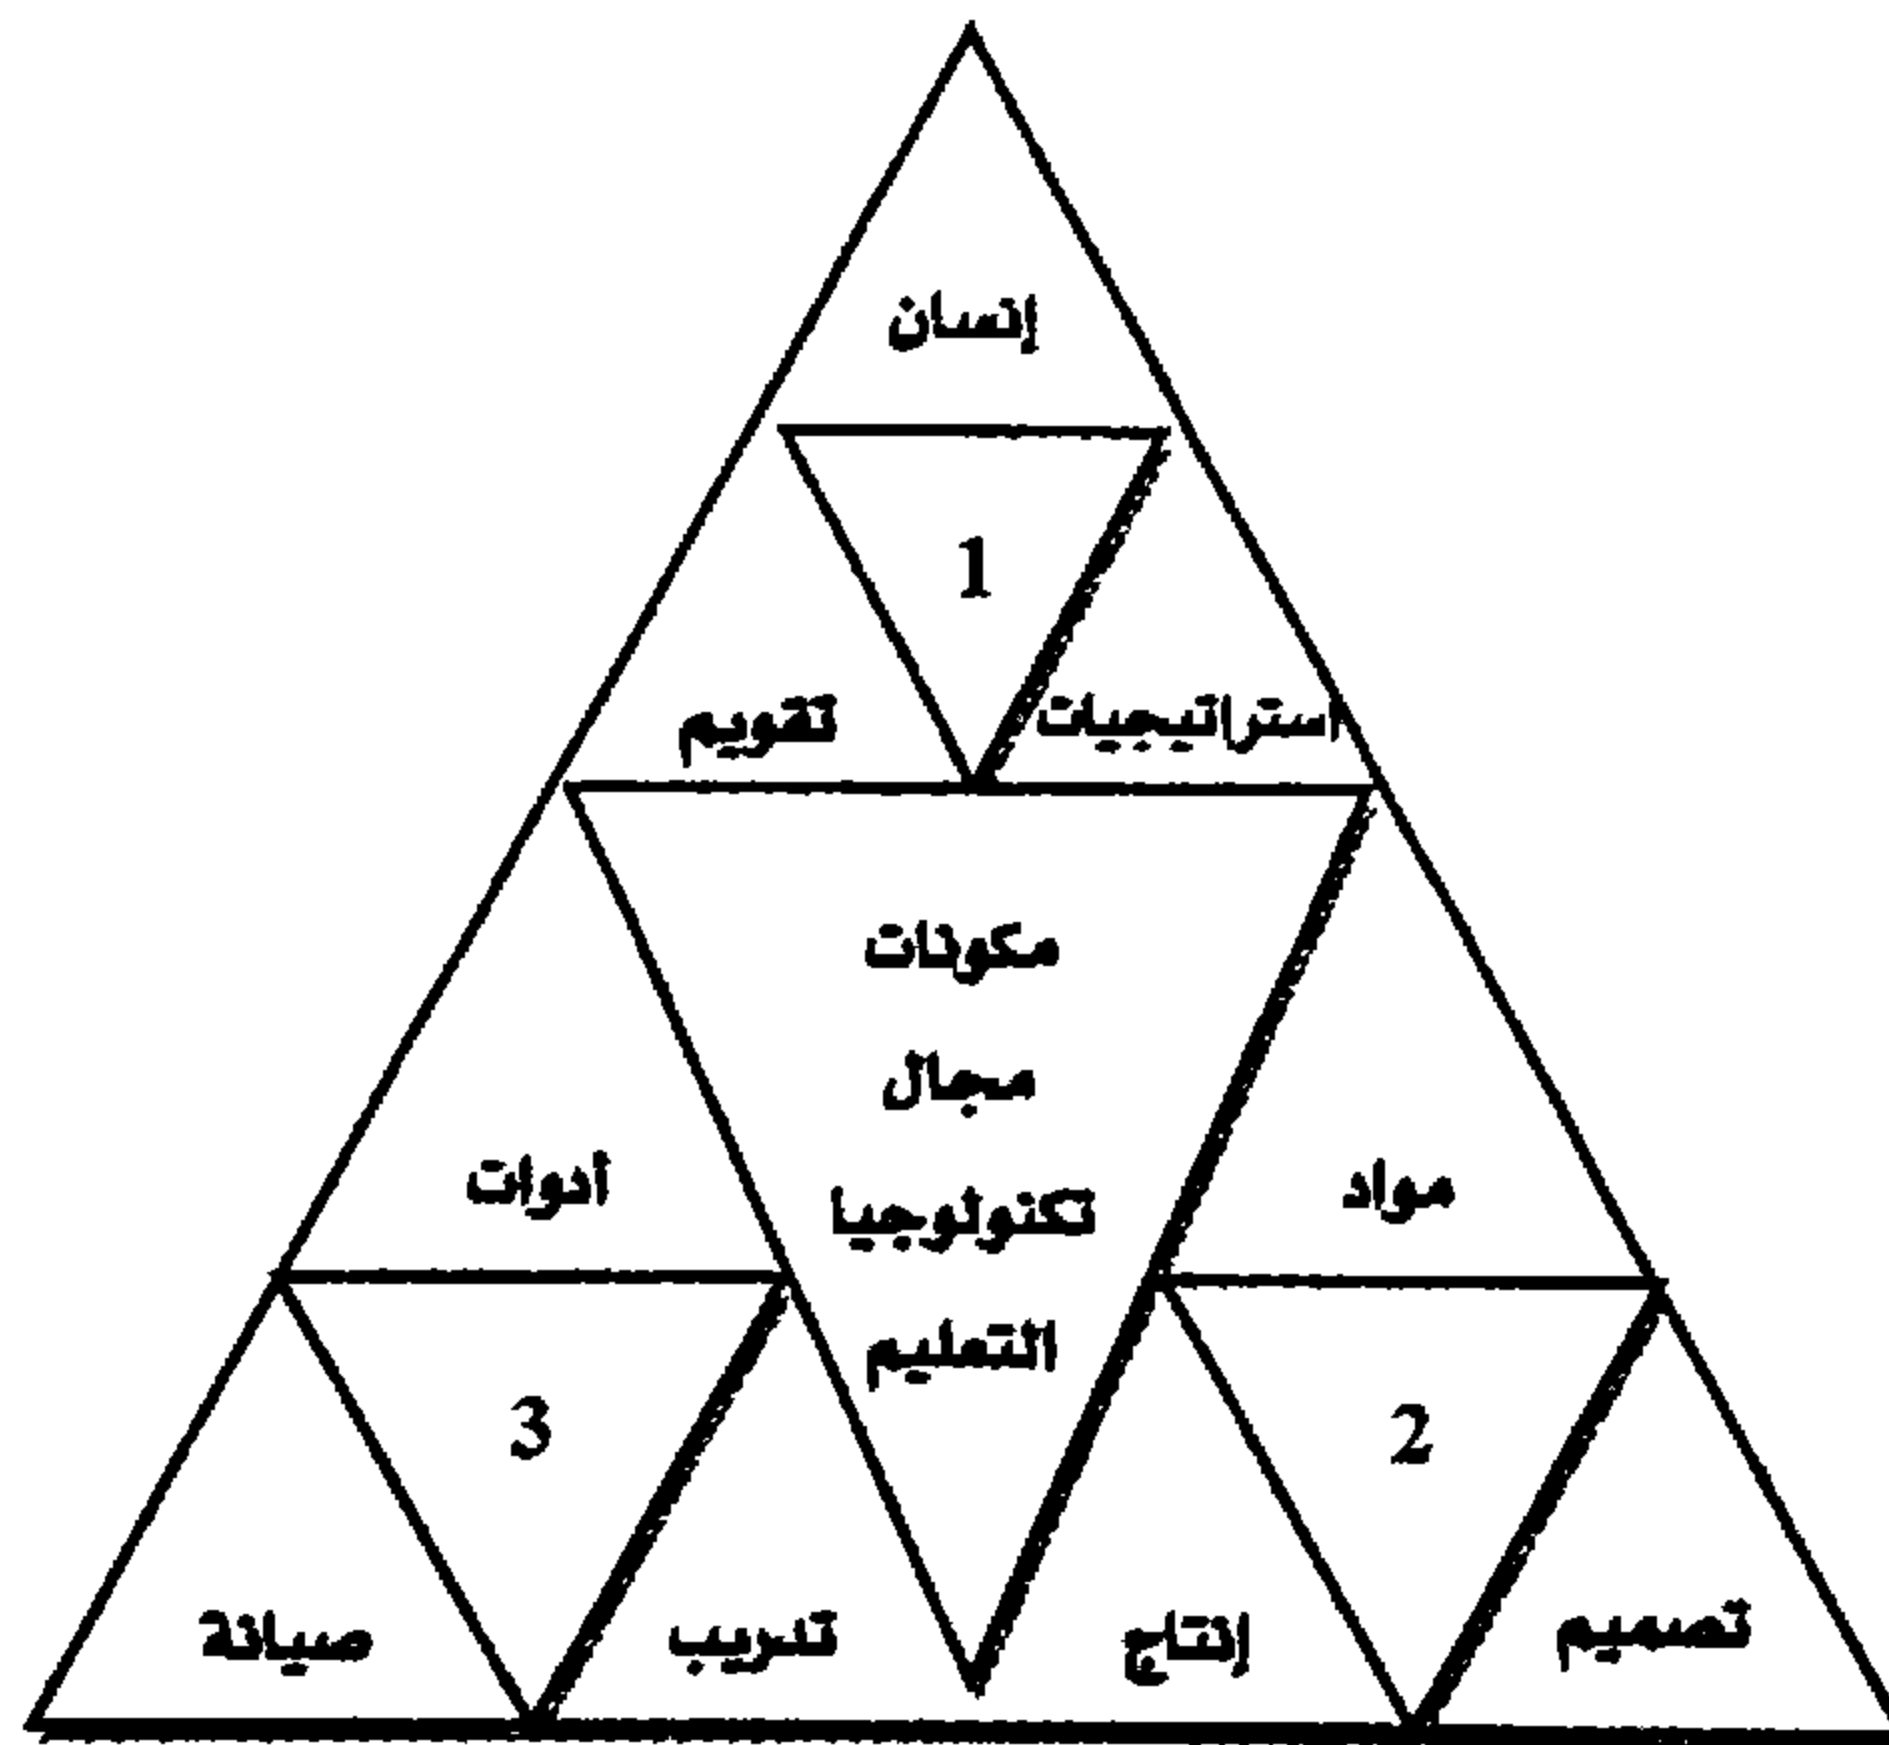 إنسان
1
استراتيجيات
تقويم
مكونات
مجال
تكنولوجيا
التعليم
مواد
أدوات
2
3
تصميم
إنتاج
تدريب
صيانة